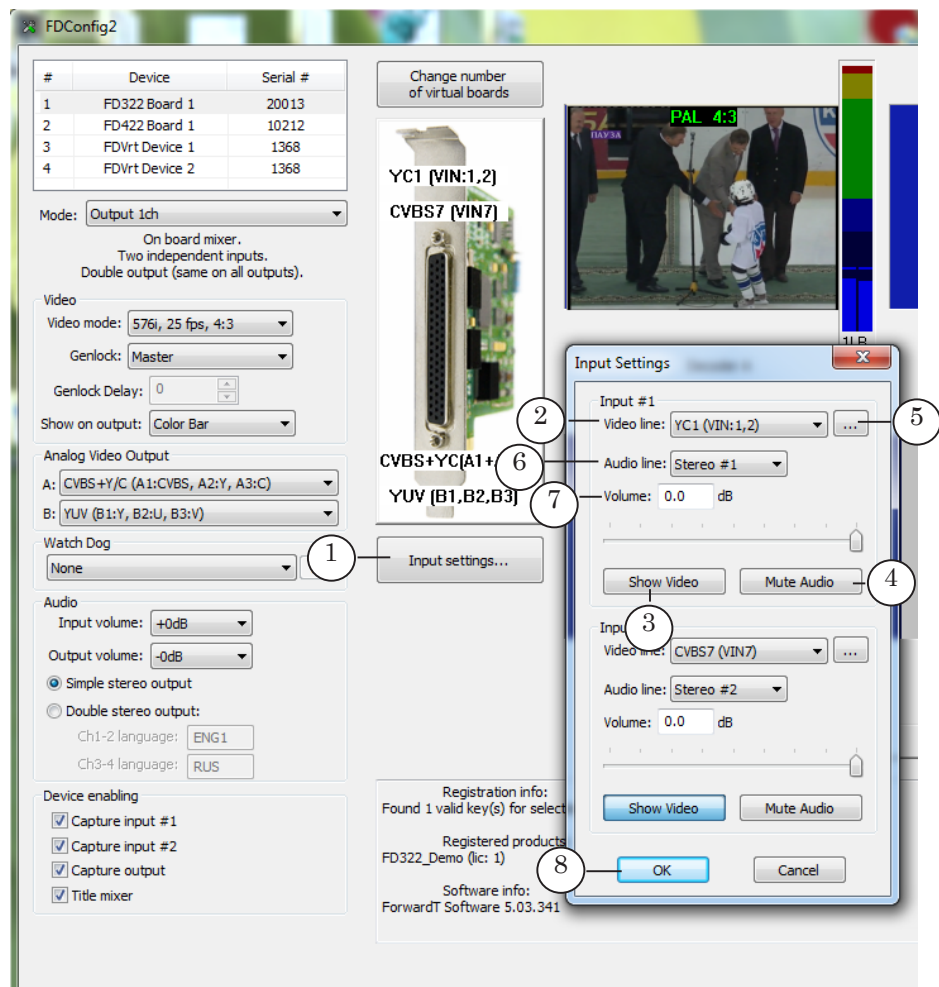 FDConfig2
# Device Serial #
1 FD322 Board 1 20013
2 FD422 Board 1 10212
3 FDVrt Device 1 1368
4 FDVrt Device 2 1368
Mode: Output 1ch
On board mixer.
Two independent inputs.
Double output (same on all outputs).
Video
Video mode: 576i, 25 fps, 4:3
Genlock: Master
Genlock Delay: 0
Show on output: Color Bar
Analog Video Output
A: CVBS+Y/C (A1:CVBS, A2:Y, A3:C)
B: YUV (B1:Y, B2:U, B3:V)
Watch Dog
None
Audio
Input volume: +0dB
Output volume: -0dB
Simple stereo output
Double stereo output:
Ch1-2 language: ENG1
Ch3-4 language: RUS
Device enabling
Capture input #1
Capture input #2
Capture output
Title mixer
Change number
of virtual boards
YC1 (VIN:1,2)
CVBS7 (VIN7)
CVBS+YC(A1+
YUV (B1,B2,B3)
1
Input settings...
PAL 4:3
ПАУЗА
1LR
Registration info:
Found 1 valid key(s) for select
Registered products
FD322_Demo (lic: 1)
Software info:
ForwardT Software 5.03.341
Input Settings
X
Input #1
2
Video line: YC1 (VIN:1,2) ...
5
6
Audio line: Stereo #1
7
Volume: 0.0 dB
Show Video Mute Audio
4
3
Inpu
Video line: CVBS7 (VIN7) ...
Audio line: Stereo #2
Volume: 0.0 dB
Show Video Mute Audio
8
OK Cancel